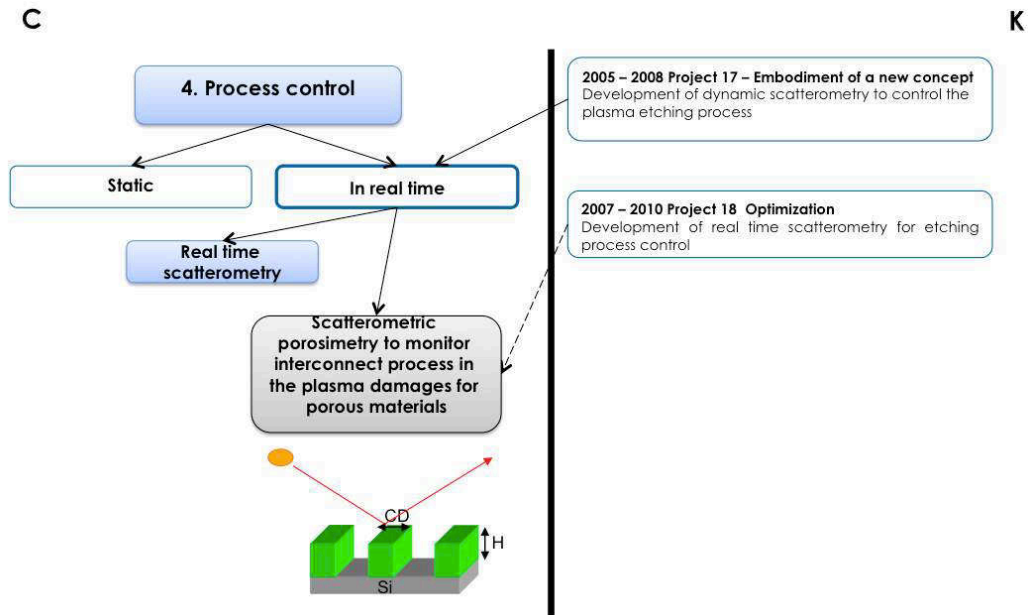 C
K
4. Process control
Static
In real time
Real time
scatterometry
Scatterometric
porosimetry to monitor
interconnect process in
the plasma damages for
porous materials
CD
H
Si
2005 – 2008 Project 17 – Embodiment of a new concept
Development of dynamic scatterometry to control the
plasma etching process
2007 – 2010 Project 18 Optimization
Development of real time scatterometry for etching
process control